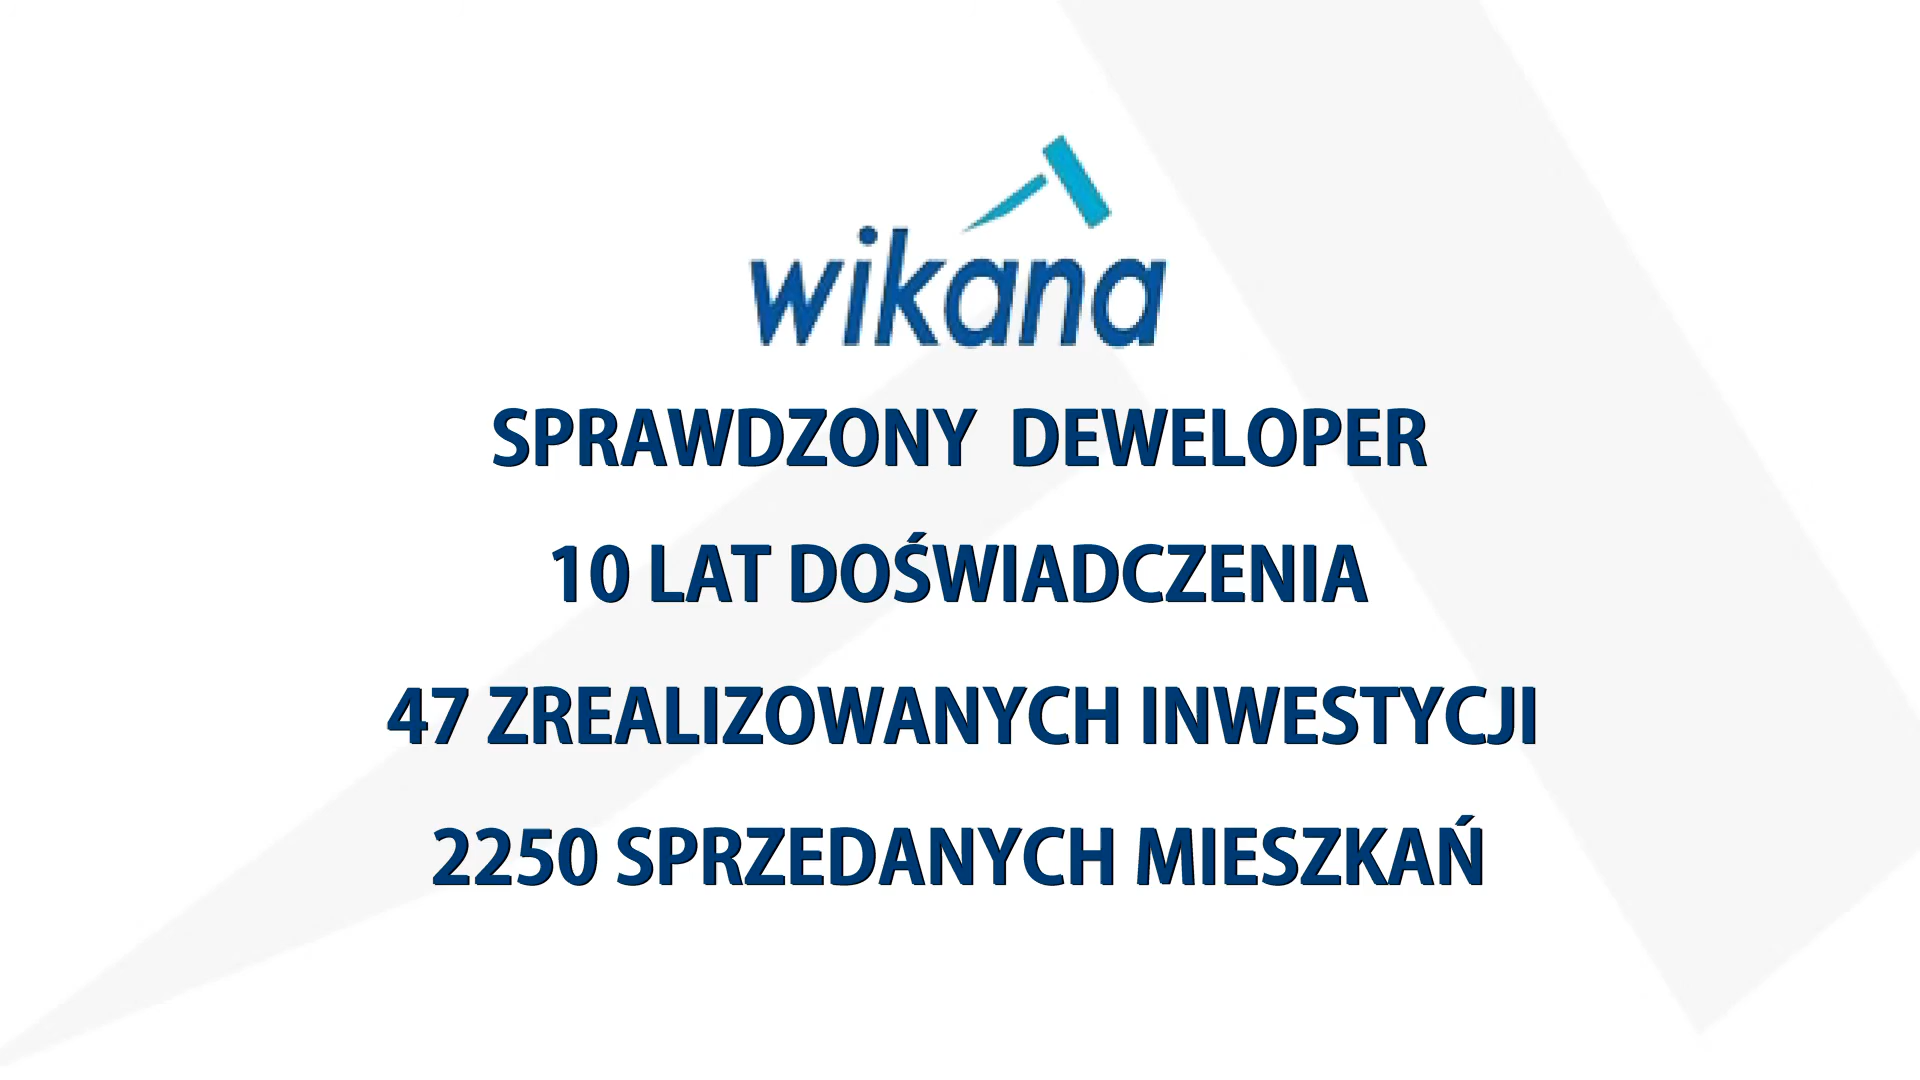 wikana
SPRAWDZONY DEWELOPER
10 LAT DOŚWIADCZENIA
47 ZREALIZOWANYCH INWESTYCJI
2250 SPRZEDANYCH MIESZKAŃ